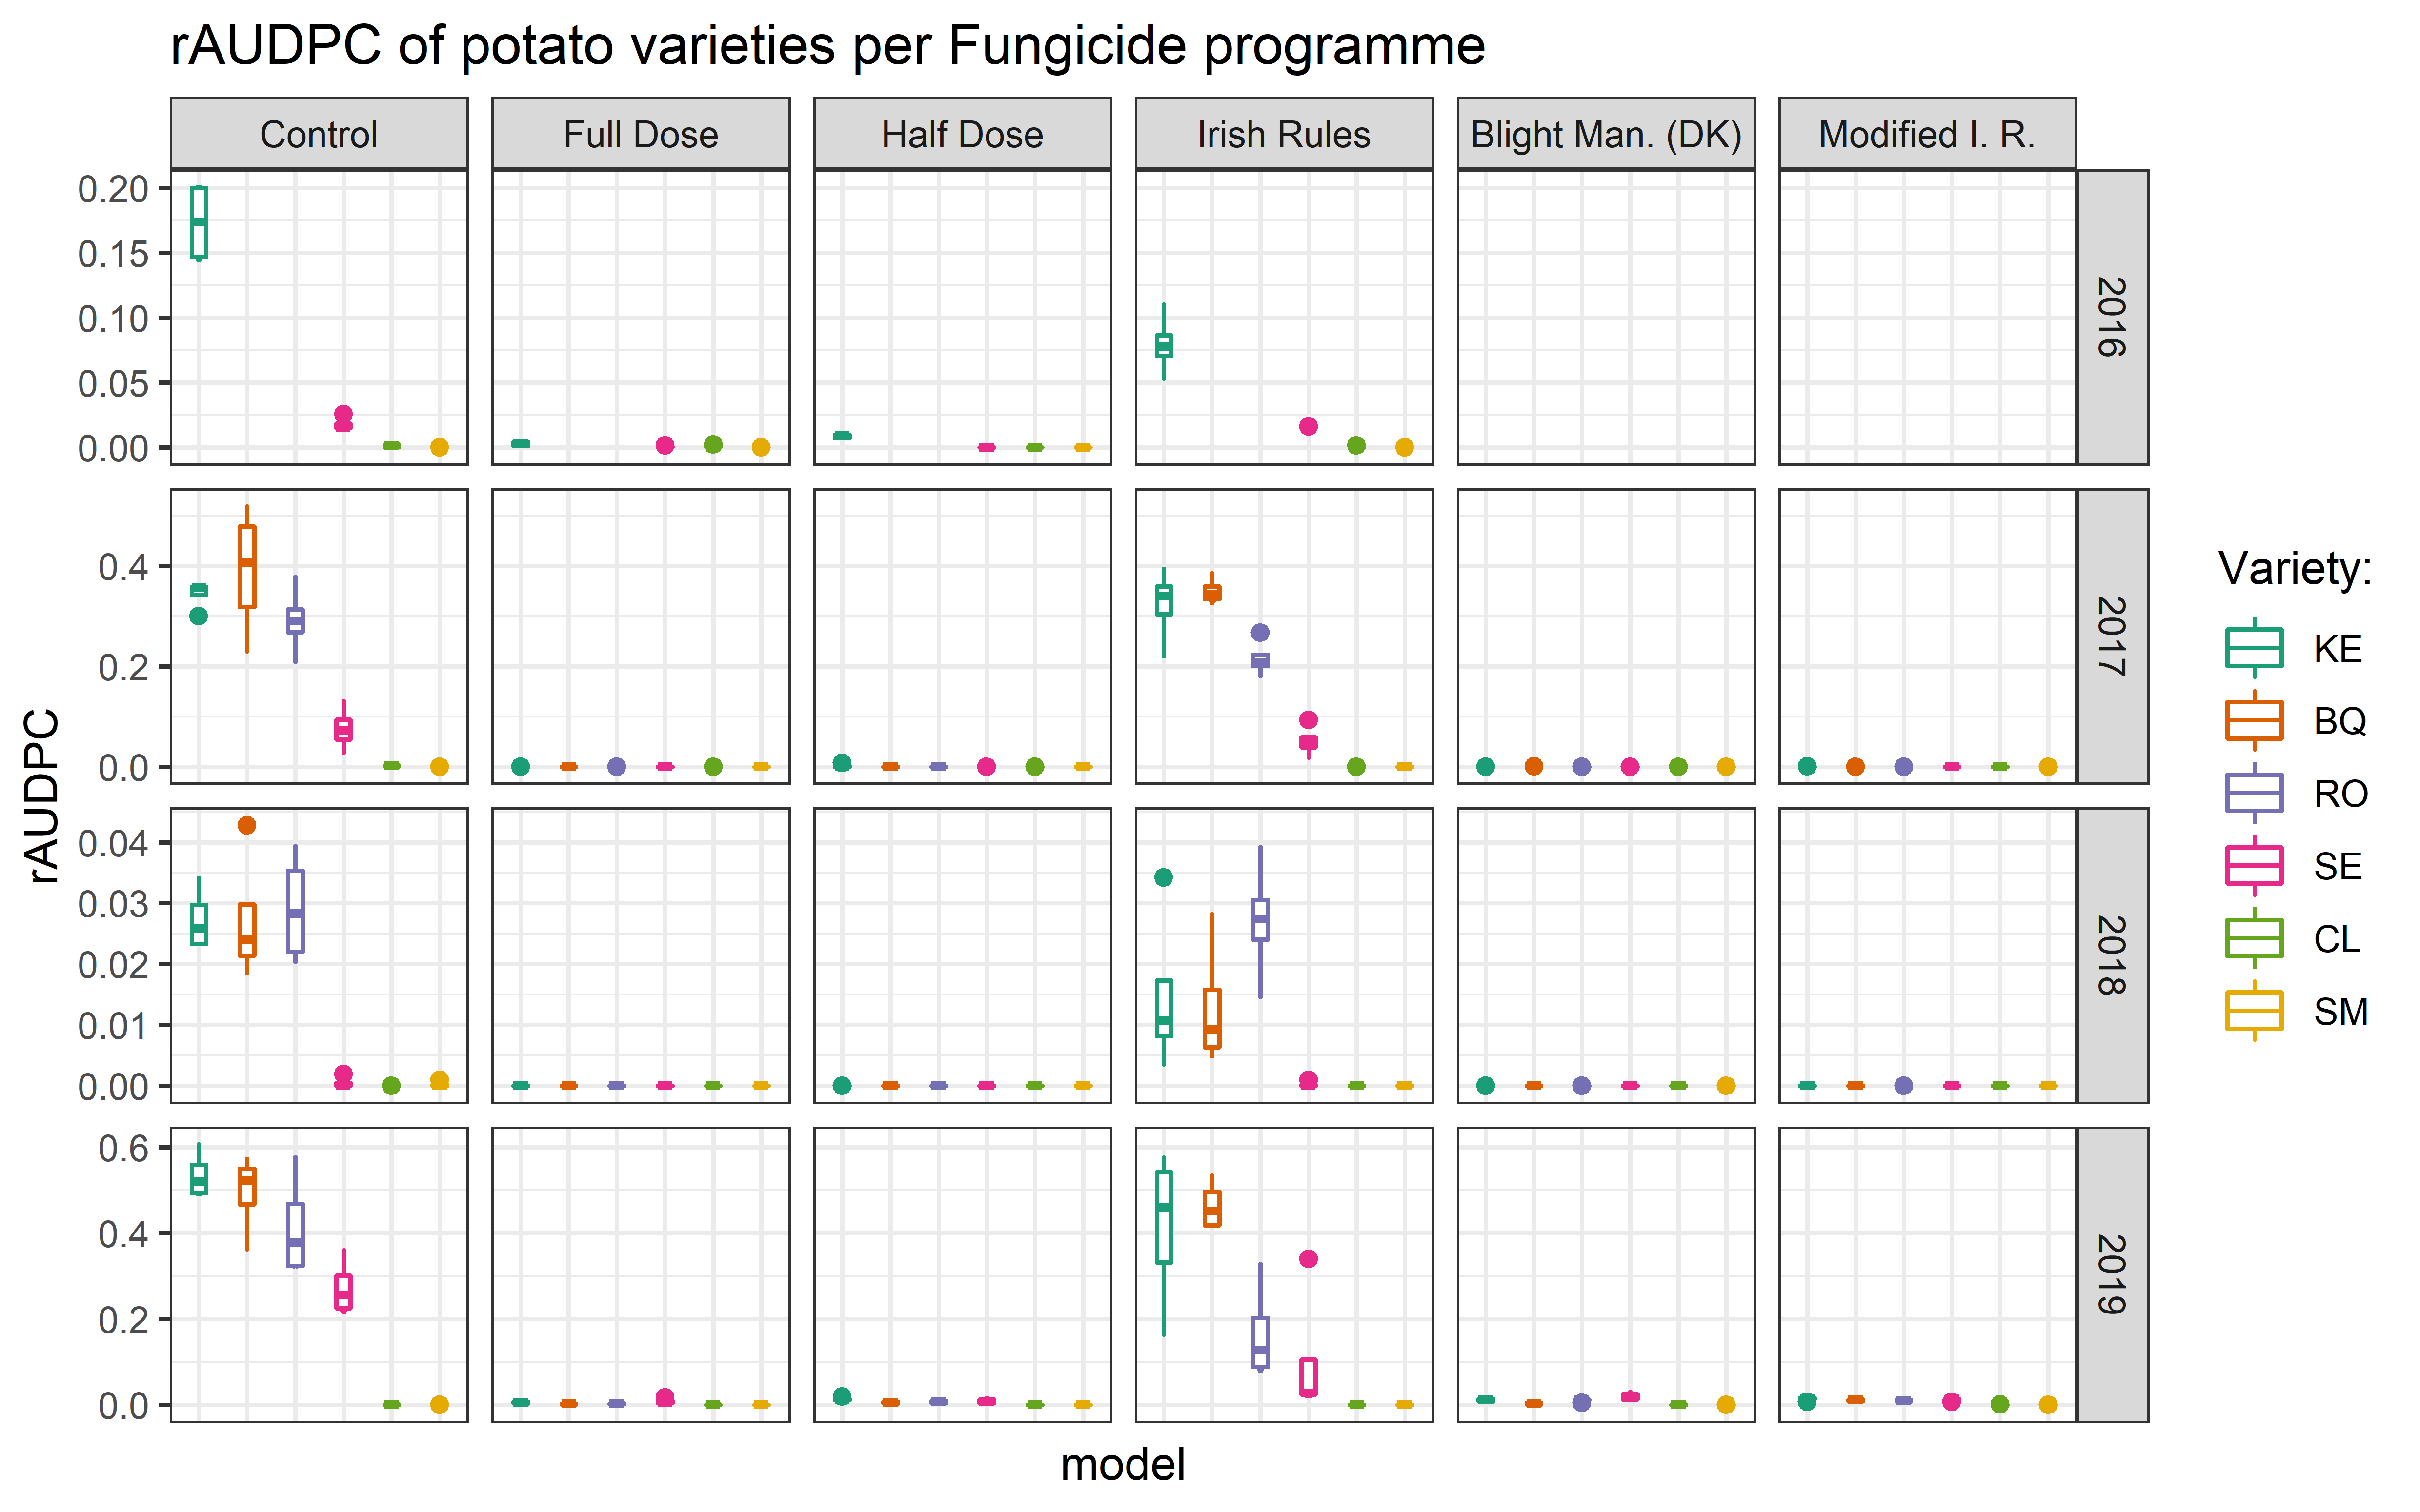 rAUDPC of potato varieties per Fungicide programme
Control
Full Dose
Half Dose
Irish Rules
Blight Man. (DK)
Modified I. R.
0.20
0.15
0.10
0.05
0.00
2016
0.4
0.2
0.0
2017
0.04
0.03
0.02
0.01
0.00
2018
0.6
0.4
0.2
0.0
2019
rAUDPC
model
Variety:
KE
BQ
RO
SE
CL
SM